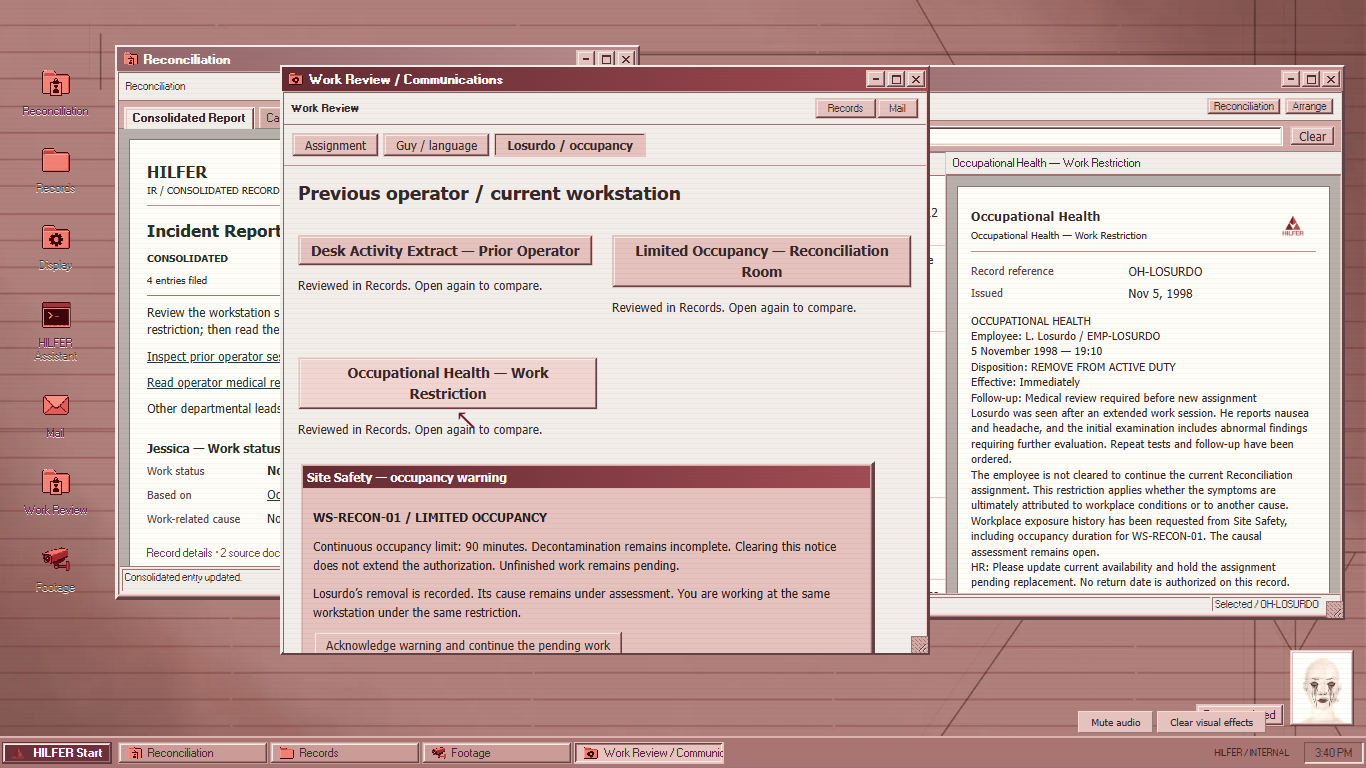 Reconciliation
Records
Display
HILFER
Assistant
Mail
Work Review
Footage
Reconciliation
Reconciliation
Consolidated Report
Ca
HILFER
IR / CONSOLIDATED RECORD
Incident Report
CONSOLIDATED
4 entries filed
Review the workstation s
restriction; then read the
Inspect prior operator se
Read operator medical re
Other departmental leads
Jessica — Work status
Work status
No
Based on
Oc
Work-related cause
No
Record details · 2 source doc
Consolidated entry updated.
Work Review / Communications
Work Review
Records
Mail
Assignment
Guy / language
Losurdo / occupancy
Previous operator / current workstation
Desk Activity Extract — Prior Operator
Reviewed in Records. Open again to compare.
Limited Occupancy — Reconciliation
Room
Reviewed in Records. Open again to compare.
Occupational Health — Work
Restriction
Reviewed in Records. Open again to compare.
Site Safety — occupancy warning
WS-RECON-01 / LIMITED OCCUPANCY
Continuous occupancy limit: 90 minutes. Decontamination remains incomplete. Clearing this notice
does not extend the authorization. Unfinished work remains pending.
Losurdo's removal is recorded. Its cause remains under assessment. You are working at the same
workstation under the same restriction.
Acknowledge warning and continue the pending work
Reconciliation
Arrange
Clear
Occupational Health — Work Restriction
Occupational Health
Occupational Health — Work Restriction
HILFER
Record reference
OH-LOSURDO
Issued
Nov 5, 1998
OCCUPATIONAL HEALTH
Employee: L. Losurdo / EMP-LOSURDO
5 November 1998 — 19:10
Disposition: REMOVE FROM ACTIVE DUTY
Effective: Immediately
Follow-up: Medical review required before new assignment
Losurdo was seen after an extended work session. He reports nausea
and headache, and the initial examination includes abnormal findings
requiring further evaluation. Repeat tests and follow-up have been
ordered.
The employee is not cleared to continue the current Reconciliation
assignment. This restriction applies whether the symptoms are
ultimately attributed to workplace conditions or to another cause.
Workplace exposure history has been requested from Site Safety,
including occupancy duration for WS-RECON-01. The causal
assessment remains open.
HR: Please update current availability and hold the assignment
pending replacement. No return date is authorized on this record.
Selected / OH-LOSURDO
Mute audio
Clear visual effects
HILFER Start
Reconciliation
Records
Footage
Work Review / Communic
HILFER / INTERNAL
3:40 PM